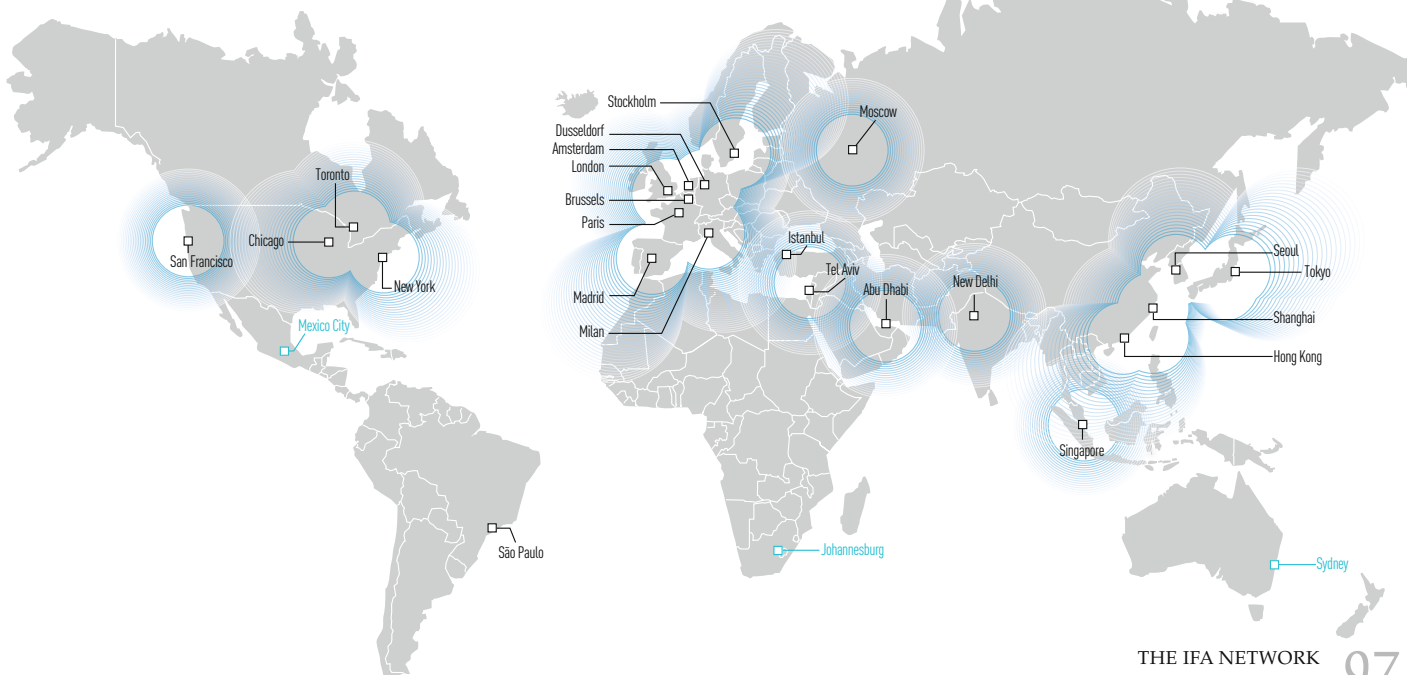 Stockholm
Moscow
Dusseldorf
Amsterdam
London
Toronto
Brussels
Paris
Chicago
Istanbul
Seoul
San Francisco
Tel Aviv
Tokyo
New York
Abu Dhabi
New Delhi
Madrid
Shanghai
Mexico City
Milan
Hong Kong
Singapore
São Paulo
Johannesburg
Sydney
THE IFA NETWORK